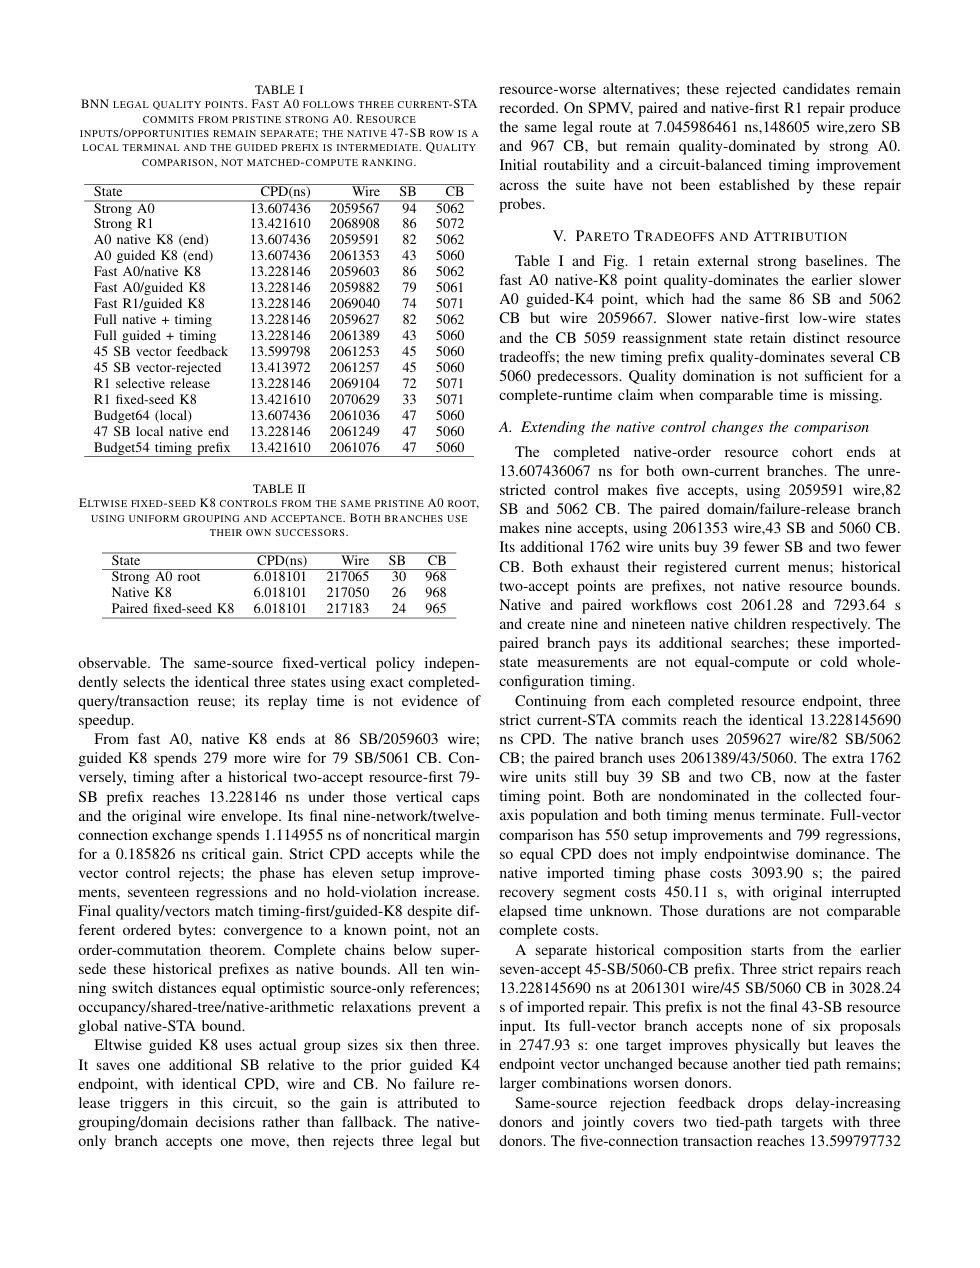 TABLE I
BNN LEGAL QUALITY POINTS. FAST A0 FOLLOWS THREE CURRENT-STA
COMMITS FROM PRISTINE STRONG A0. RESOURCE
INPUTS/OPPORTUNITIES REMAIN SEPARATE; THE NATIVE 47-SB ROW IS A
LOCAL TERMINAL AND THE GUIDED PREFIX IS INTERMEDIATE. QUALITY
COMPARISON, NOT MATCHED-COMPUTE RANKING.
State CPD(ns) Wire SB CB
Strong A0 13.607436 2059567 94 5062
Strong R1 13.421610 2068908 86 5072
A0 native K8 (end) 13.607436 2059591 82 5062
A0 guided K8 (end) 13.607436 2061353 43 5060
Fast A0/native K8 13.228146 2059603 86 5062
Fast A0/guided K8 13.228146 2059882 79 5061
Fast R1/guided K8 13.228146 2069040 74 5071
Full native + timing 13.228146 2059627 82 5062
Full guided + timing 13.228146 2061389 43 5060
45 SB vector feedback 13.599798 2061253 45 5060
45 SB vector-rejected 13.413972 2061257 45 5060
R1 selective release 13.228146 2069104 72 5071
R1 fixed-seed K8 13.421610 2070629 33 5071
Budget64 (local) 13.607436 2061036 47 5060
47 SB local native end 13.228146 2061249 47 5060
Budget54 timing prefix 13.421610 2061076 47 5060
TABLE II
ELTWISE FIXED-SEED K8 CONTROLS FROM THE SAME PRISTINE A0 ROOT,
USING UNIFORM GROUPING AND ACCEPTANCE. BOTH BRANCHES USE
THEIR OWN SUCCESSORS.
State CPD(ns) Wire SB CB
Strong A0 root 6.018101 217065 30 968
Native K8 6.018101 217050 26 968
Paired fixed-seed K8 6.018101 217183 24 965
observable. The same-source fixed-vertical policy indepen-
dently selects the identical three states using exact completed-
query/transaction reuse; its replay time is not evidence of
speedup.
From fast A0, native K8 ends at 86 SB/2059603 wire;
guided K8 spends 279 more wire for 79 SB/5061 CB. Con-
versely, timing after a historical two-accept resource-first 79-
SB prefix reaches 13.228146 ns under those vertical caps
and the original wire envelope. Its final nine-network/twelve-
connection exchange spends 1.114955 ns of noncritical margin
for a 0.185826 ns critical gain. Strict CPD accepts while the
vector control rejects; the phase has eleven setup improve-
ments, seventeen regressions and no hold-violation increase.
Final quality/vectors match timing-first/guided-K8 despite dif-
ferent ordered bytes: convergence to a known point, not an
order-commutation theorem. Complete chains below super-
sede these historical prefixes as native bounds. All ten win-
ning switch distances equal optimistic source-only references;
occupancy/shared-tree/native-arithmetic relaxations prevent a
global native-STA bound.
Eltwise guided K8 uses actual group sizes six then three.
It saves one additional SB relative to the prior guided K4
endpoint, with identical CPD, wire and CB. No failure re-
lease triggers in this circuit, so the gain is attributed to
grouping/domain decisions rather than fallback. The native-
only branch accepts one move, then rejects three legal but
resource-worse alternatives; these rejected candidates remain
recorded. On SPMV, paired and native-first R1 repair produce
the same legal route at 7.045986461 ns,148605 wire,zero SB
and 967 CB, but remain quality-dominated by strong A0.
Initial routability and a circuit-balanced timing improvement
across the suite have not been established by these repair
probes.
V. PARETO TRADEOFFS AND ATTRIBUTION
Table I and Fig. 1 retain external strong baselines. The
fast A0 native-K8 point quality-dominates the earlier slower
A0 guided-K4 point, which had the same 86 SB and 5062
CB but wire 2059667. Slower native-first low-wire states
and the CB 5059 reassignment state retain distinct resource
tradeoffs; the new timing prefix quality-dominates several CB
5060 predecessors. Quality domination is not sufficient for a
complete-runtime claim when comparable time is missing.
A. Extending the native control changes the comparison
The completed native-order resource cohort ends at
13.607436067 ns for both own-current branches. The unre-
stricted control makes five accepts, using 2059591 wire,82
SB and 5062 CB. The paired domain/failure-release branch
makes nine accepts, using 2061353 wire,43 SB and 5060 CB.
Its additional 1762 wire units buy 39 fewer SB and two fewer
CB. Both exhaust their registered current menus; historical
two-accept points are prefixes, not native resource bounds.
Native and paired workflows cost 2061.28 and 7293.64 s
and create nine and nineteen native children respectively. The
paired branch pays its additional searches; these imported-
state measurements are not equal-compute or cold whole-
configuration timing.
Continuing from each completed resource endpoint, three
strict current-STA commits reach the identical 13.228145690
ns CPD. The native branch uses 2059627 wire/82 SB/5062
CB; the paired branch uses 2061389/43/5060. The extra 1762
wire units still buy 39 SB and two CB, now at the faster
timing point. Both are nondominated in the collected four-
axis population and both timing menus terminate. Full-vector
comparison has 550 setup improvements and 799 regressions,
so equal CPD does not imply endpointwise dominance. The
native imported timing phase costs 3093.90 s; the paired
recovery segment costs 450.11 s, with original interrupted
elapsed time unknown. Those durations are not comparable
complete costs.
A separate historical composition starts from the earlier
seven-accept 45-SB/5060-CB prefix. Three strict repairs reach
13.228145690 ns at 2061301 wire/45 SB/5060 CB in 3028.24
s of imported repair. This prefix is not the final 43-SB resource
input. Its full-vector branch accepts none of six proposals
in 2747.93 s: one target improves physically but leaves the
endpoint vector unchanged because another tied path remains;
larger combinations worsen donors.
Same-source rejection feedback drops delay-increasing
donors and jointly covers two tied-path targets with three
donors. The five-connection transaction reaches 13.599797732